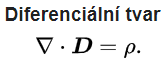 Diferenciální tvar
∇ · D = ρ.